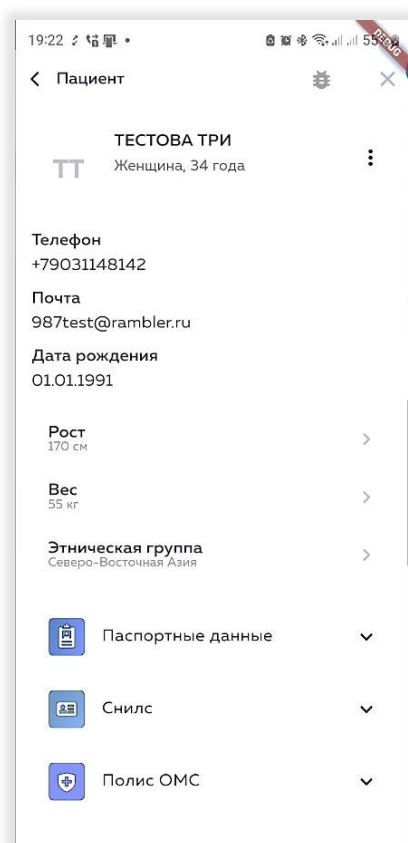 19:22
DEBUG
Пациент
ТТ
ТЕСТОВА ТРИ
Женщина, 34 года
Телефон
+79031148142
Почта
987test@rambler.ru
Дата рождения
01.01.1991
Рост
170 см
Вес
55 кг
Этническая группа
Северо-Восточная Азия
Паспортные данные
Снилс
Полис ОМС